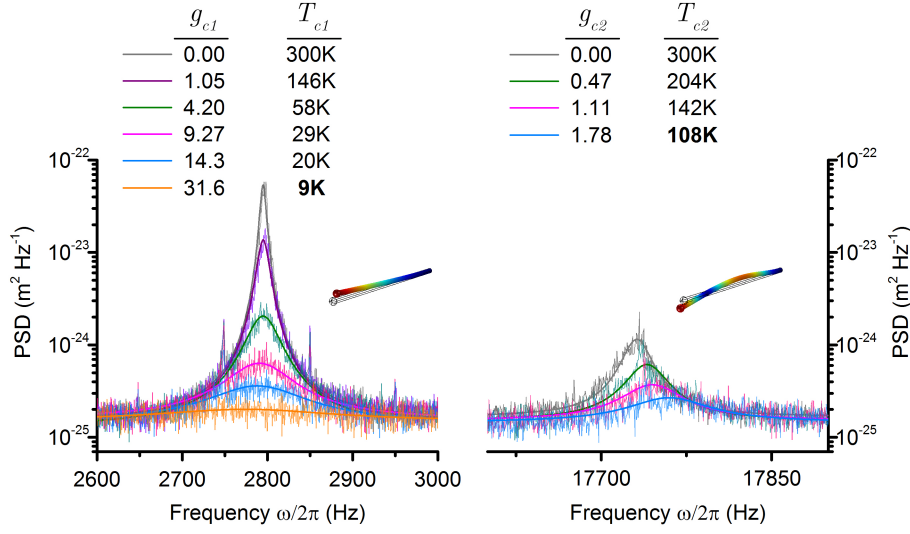 g_c1 T_c1
0.00 300K
1.05 146K
4.20 58K
9.27 29K
14.3 20K
31.6 9K
g_c2 T_c2
0.00 300K
0.47 204K
1.11 142K
1.78 108K
10⁻²²
10⁻²³
10⁻²⁴
10⁻²⁵
PSD (m² Hz⁻¹)
2600 2700 2800 2900 3000
Frequency ω/2π (Hz)
17700 17850
Frequency ω/2π (Hz)
10⁻²²
10⁻²³
10⁻²⁴
10⁻²⁵
PSD (m² Hz⁻¹)